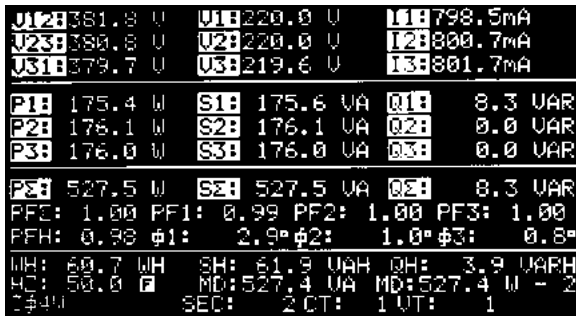 V12:381.8 V V1:220.0 V I1:798.5mA
V23:380.8 V V2:220.0 V I2:800.7mA
V31:379.7 V V3:219.6 V I3:801.7mA
P1: 175.4 W S1: 175.6 VA Q1: 8.3 VAR
P2: 176.1 W S2: 176.1 VA Q2: 0.0 VAR
P3: 176.0 W S3: 176.0 VA Q3: 0.0 VAR
PΣ: 527.5 W SΣ: 527.5 VA QΣ: 8.3 VAR
PFΣ: 1.00 PF1: 0.99 PF2: 1.00 PF3: 1.00
PFH: 0.98 ϕ1: 2.9° ϕ2: 1.0° ϕ3: 0.8°
WH: 60.7 WH SH: 61.9 VAH QH: 3.9 VARH
HZ: 50.0 F MD:527.4 VA MD:527.4 W - 2
3ϕ4W SEC: 2 CT: 1 VT: 1